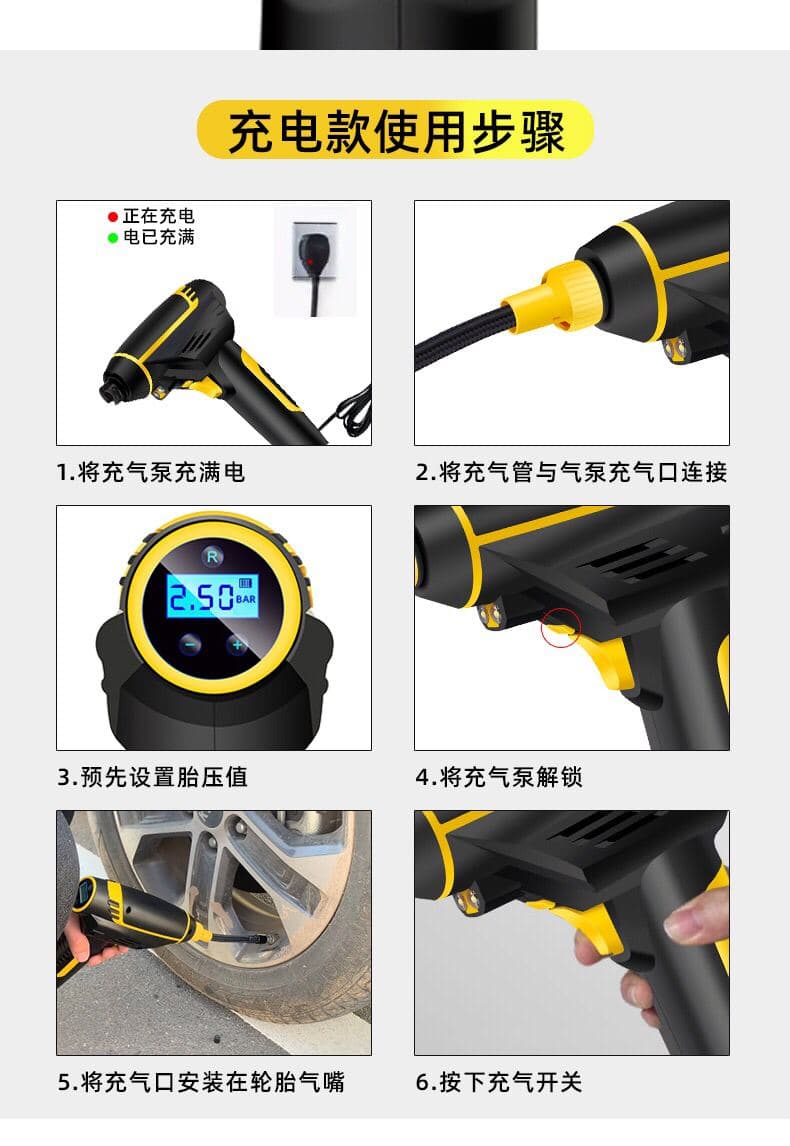 充电款使用步骤
正在充电
电已充满
1.将充气泵充满电
2.将充气管与气泵充气口连接
R
2.50BAR
- +
3.预先设置胎压值
4.将充气泵解锁
5.将充气口安装在轮胎气嘴
6.按下充气开关